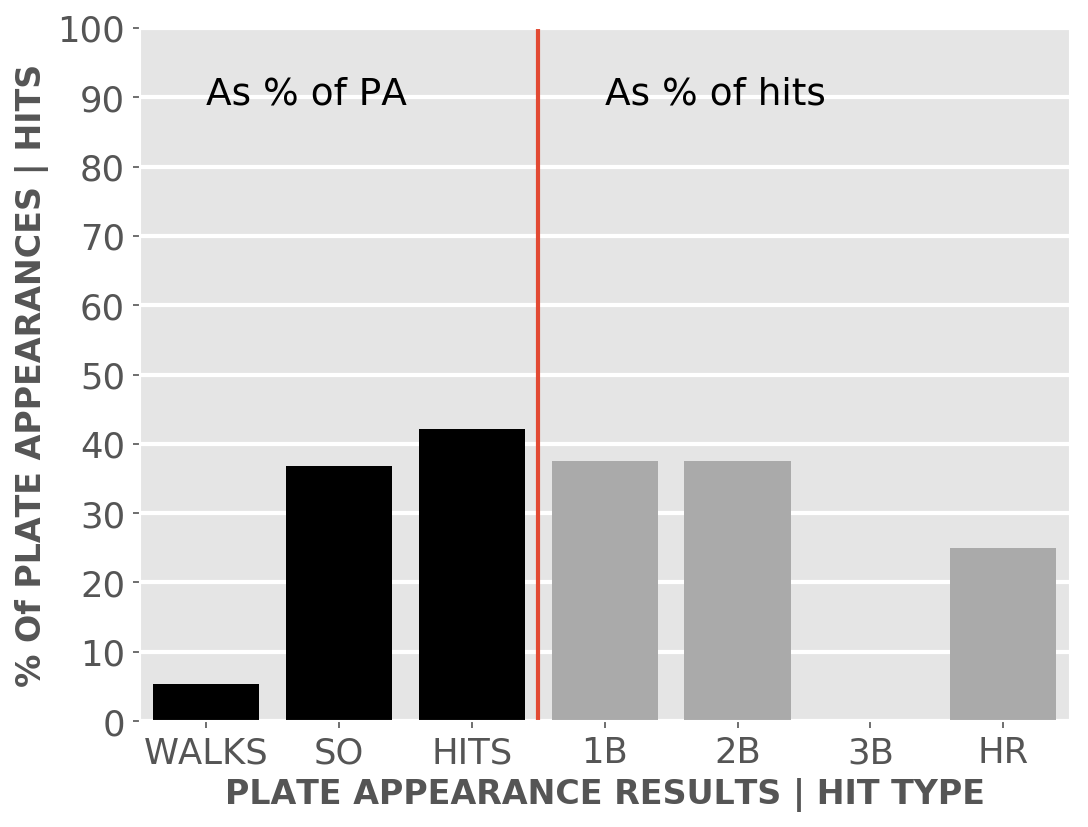 % Of PLATE APPEARANCES | HITS
100
90
80
70
60
50
40
30
20
10
0
As % of PA
As % of hits
WALKS SO HITS 1B 2B 3B HR
PLATE APPEARANCE RESULTS | HIT TYPE